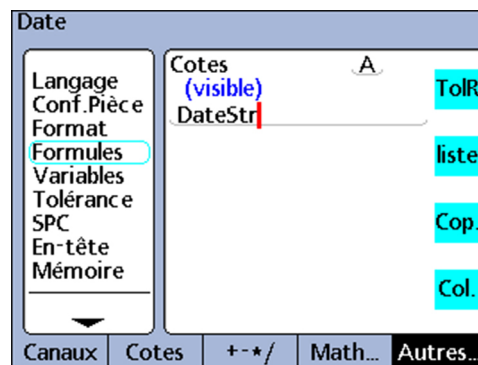 Date
Langage
Conf.Pièce
Format
Formules
Variables
Tolérance
SPC
En-tête
Mémoire
Cotes A
(visible)
DateStr
TolR
liste
Cop.
Col.
Canaux Cotes +-*/ Math... Autres...